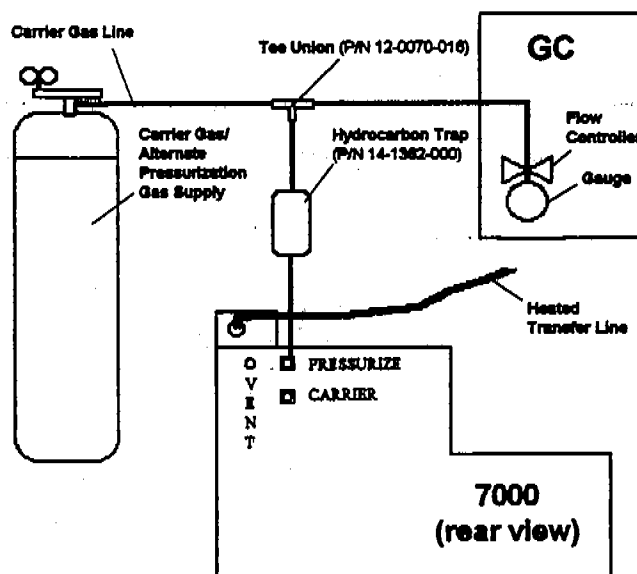 Carrier Gas Line
Tee Union (P/N 12-0070-016)
GC
Carrier Gas/
Alternate
Pressurization
Gas Supply
Hydrocarbon Trap
(P/N 14-1362-000)
Flow
Controller
Gauge
Heated
Transfer Line
PRESSURIZE
CARRIER
VENT
7000
(rear view)